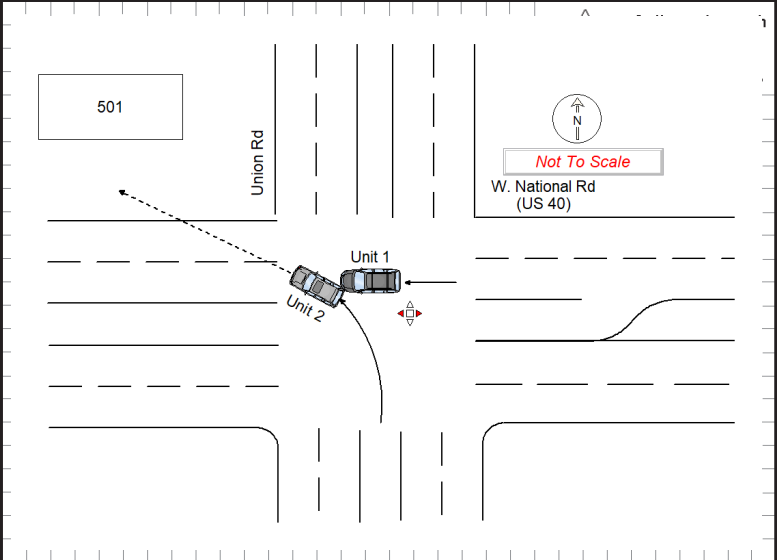 501
Union Rd
N
Not To Scale
W. National Rd
(US 40)
Unit 1
Unit 2